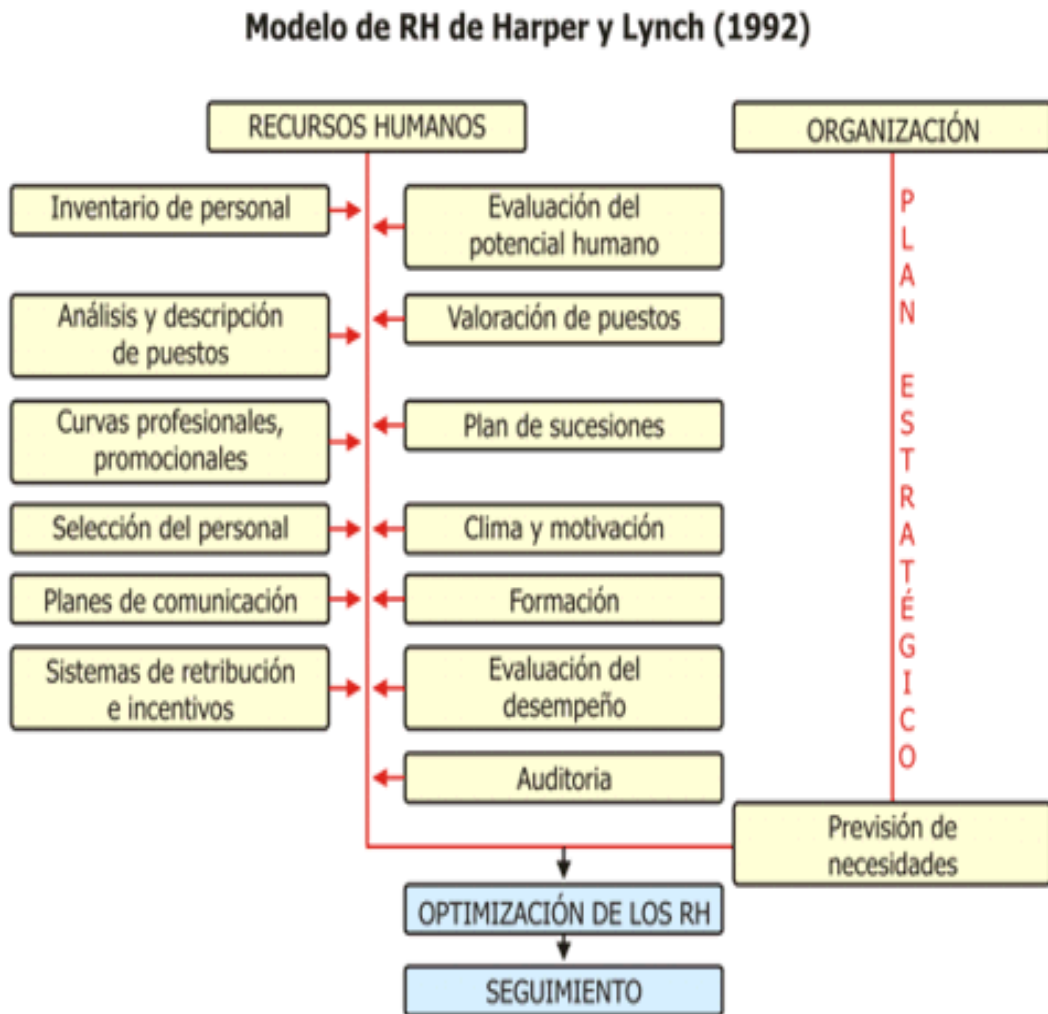 Modelo de RH de Harper y Lynch (1992)
RECURSOS HUMANOS
ORGANIZACIÓN
Inventario de personal
Evaluación del
potencial humano
Análisis y descripción
de puestos
Valoración de puestos
Curvas profesionales,
promocionales
Plan de sucesiones
Selección del personal
Clima y motivación
Planes de comunicación
Formación
Sistemas de retribución
e incentivos
Evaluación del
desempeño
Auditoria
PLAN ESTRATÉGICO
Previsión de
necesidades
OPTIMIZACIÓN DE LOS RH
SEGUIMIENTO